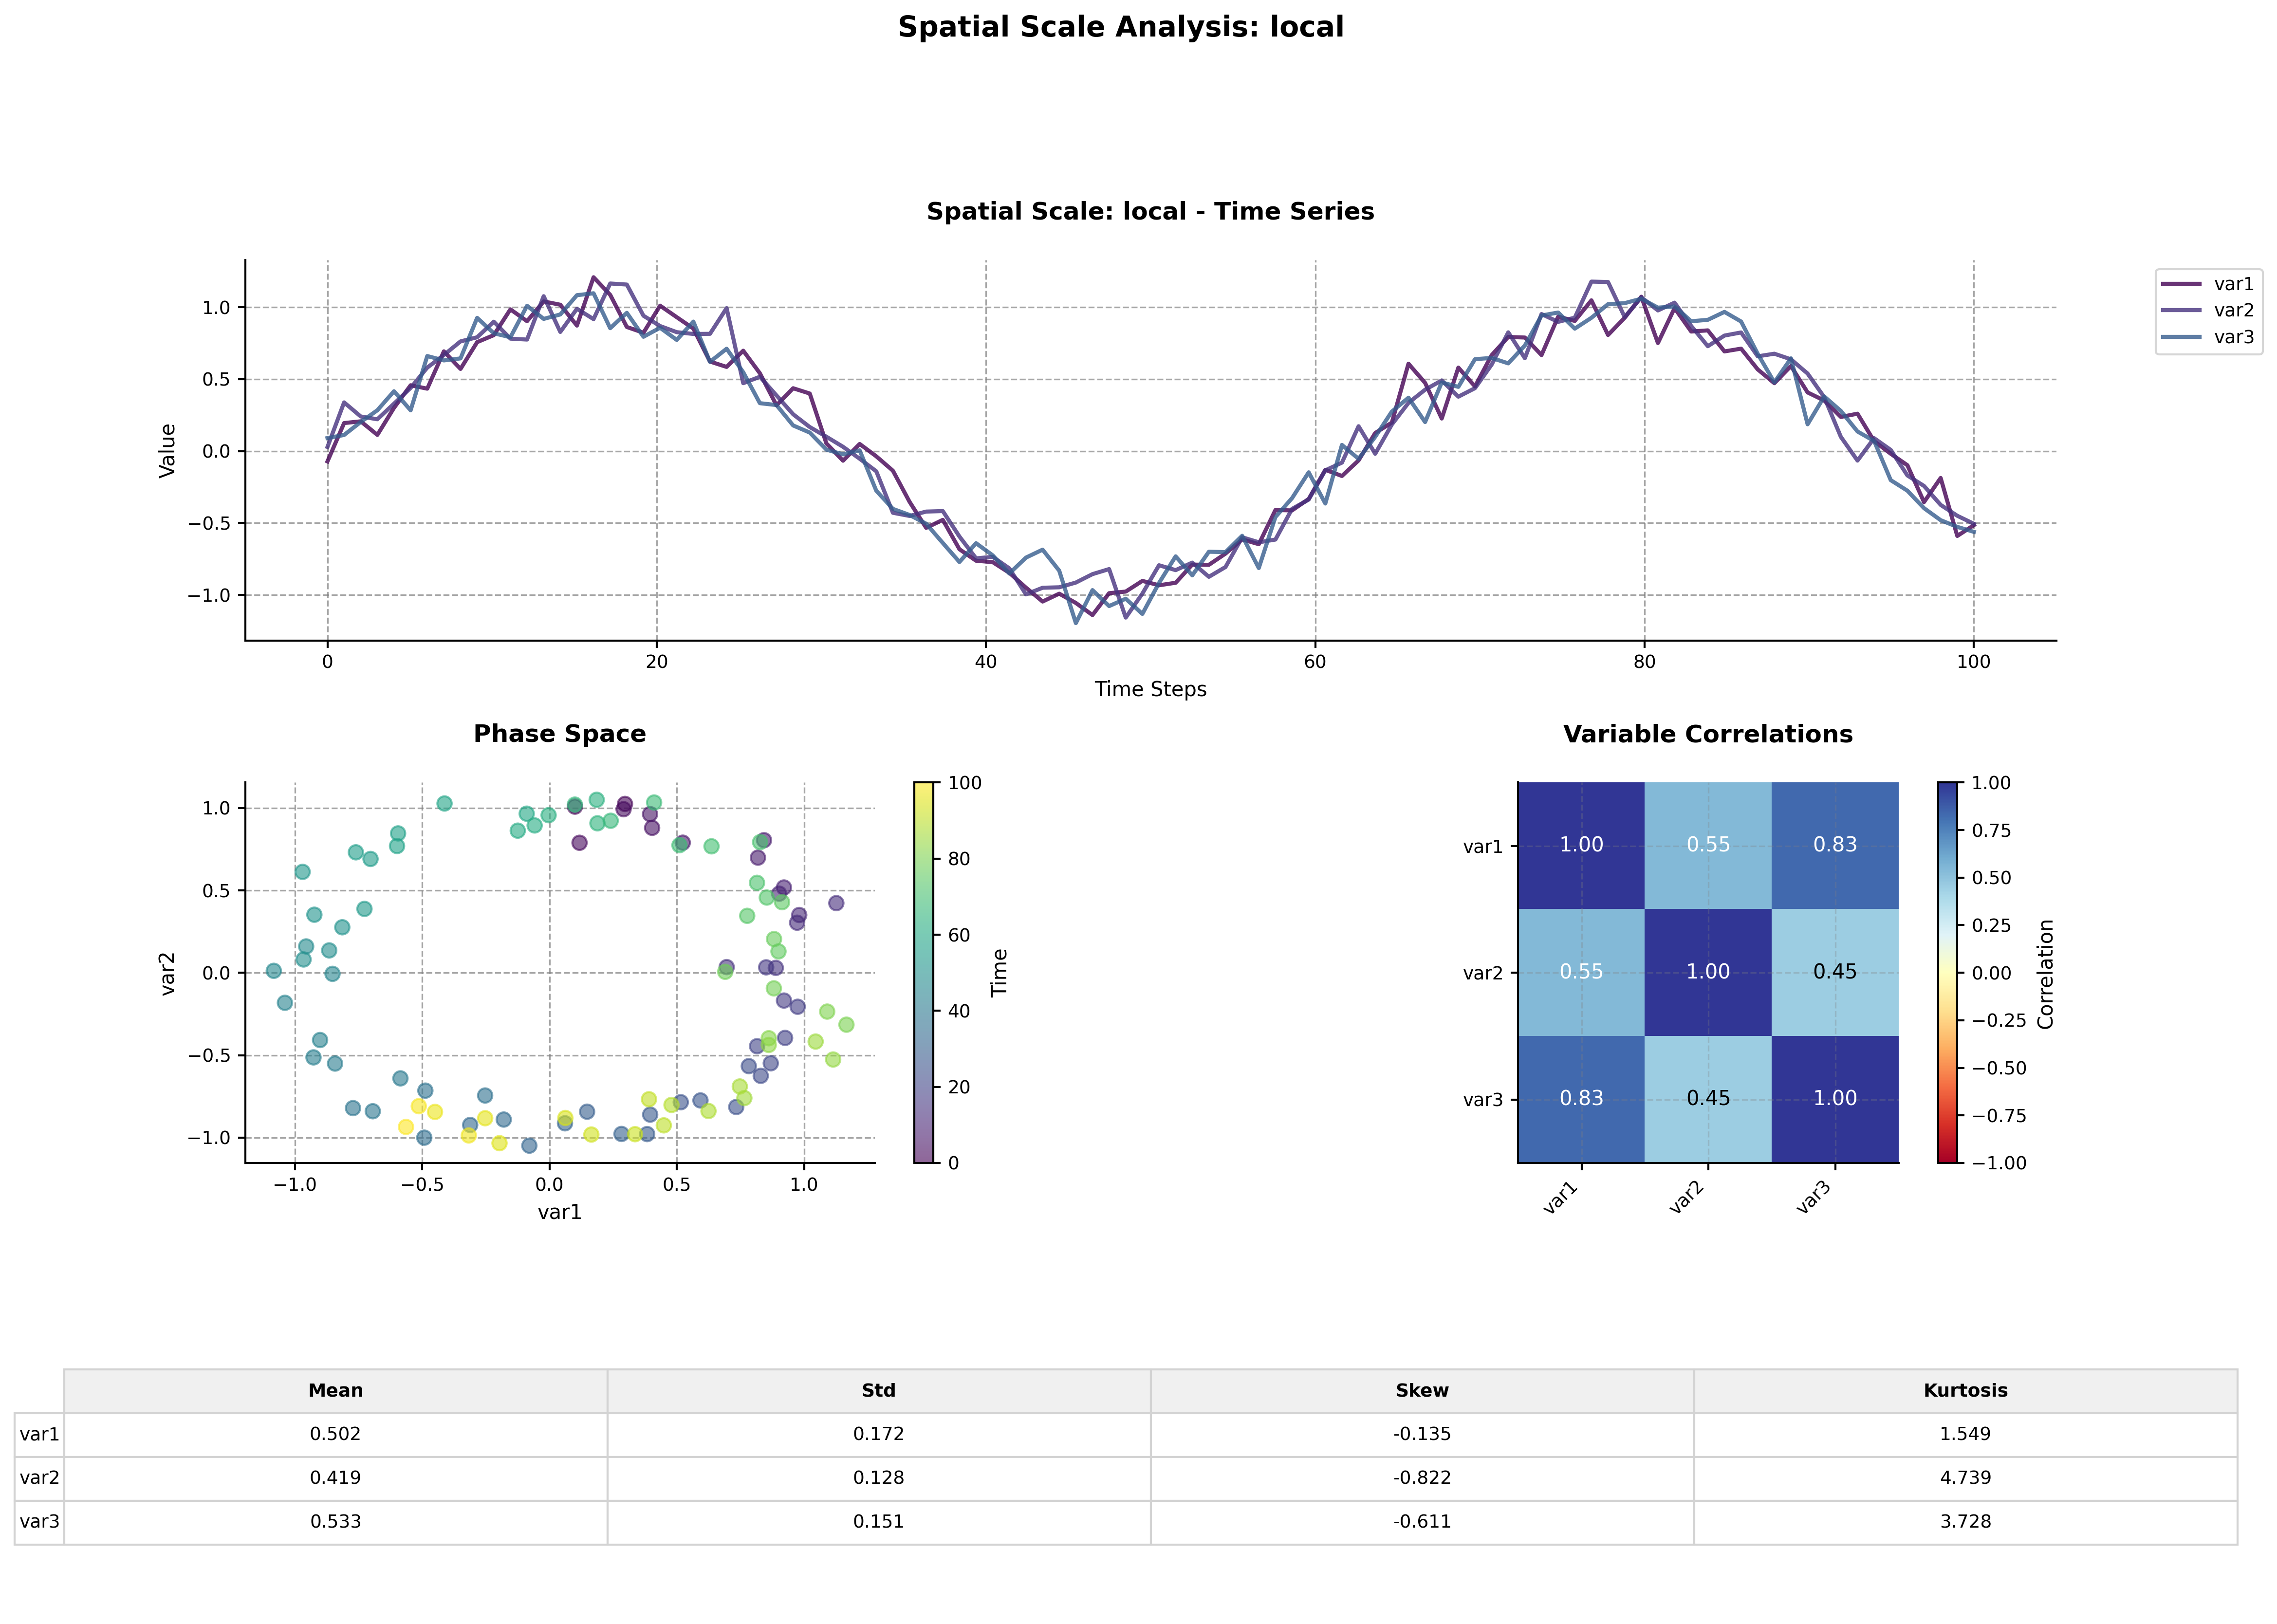 Spatial Scale Analysis: local
Spatial Scale: local - Time Series
Value
1.0
0.5
0.0
−0.5
−1.0
0 20 40 60 80 100
Time Steps
var1
var2
var3
Phase Space
var2
1.0
0.5
0.0
−0.5
−1.0
−1.0 −0.5 0.0 0.5 1.0
var1
100
80
60
40
20
0
Time
Variable Correlations
var1 1.00 0.55 0.83
var2 0.55 1.00 0.45
var3 0.83 0.45 1.00
var1 var2 var3
1.00
0.75
0.50
0.25
0.00
−0.25
−0.50
−0.75
−1.00
Correlation
Mean Std Skew Kurtosis
var1 0.502 0.172 -0.135 1.549
var2 0.419 0.128 -0.822 4.739
var3 0.533 0.151 -0.611 3.728